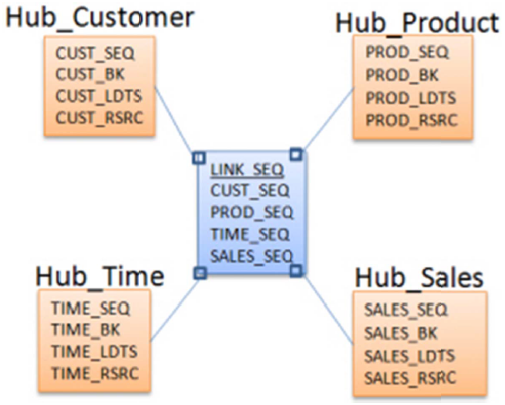 Hub_Customer
CUST_SEQ
CUST_BK
CUST_LDTS
CUST_RSRC
Hub_Product
PROD_SEQ
PROD_BK
PROD_LDTS
PROD_RSRC
LINK_SEQ
CUST_SEQ
PROD_SEQ
TIME_SEQ
SALES_SEQ
Hub_Time
TIME_SEQ
TIME_BK
TIME_LDTS
TIME_RSRC
Hub_Sales
SALES_SEQ
SALES_BK
SALES_LDTS
SALES_RSRC